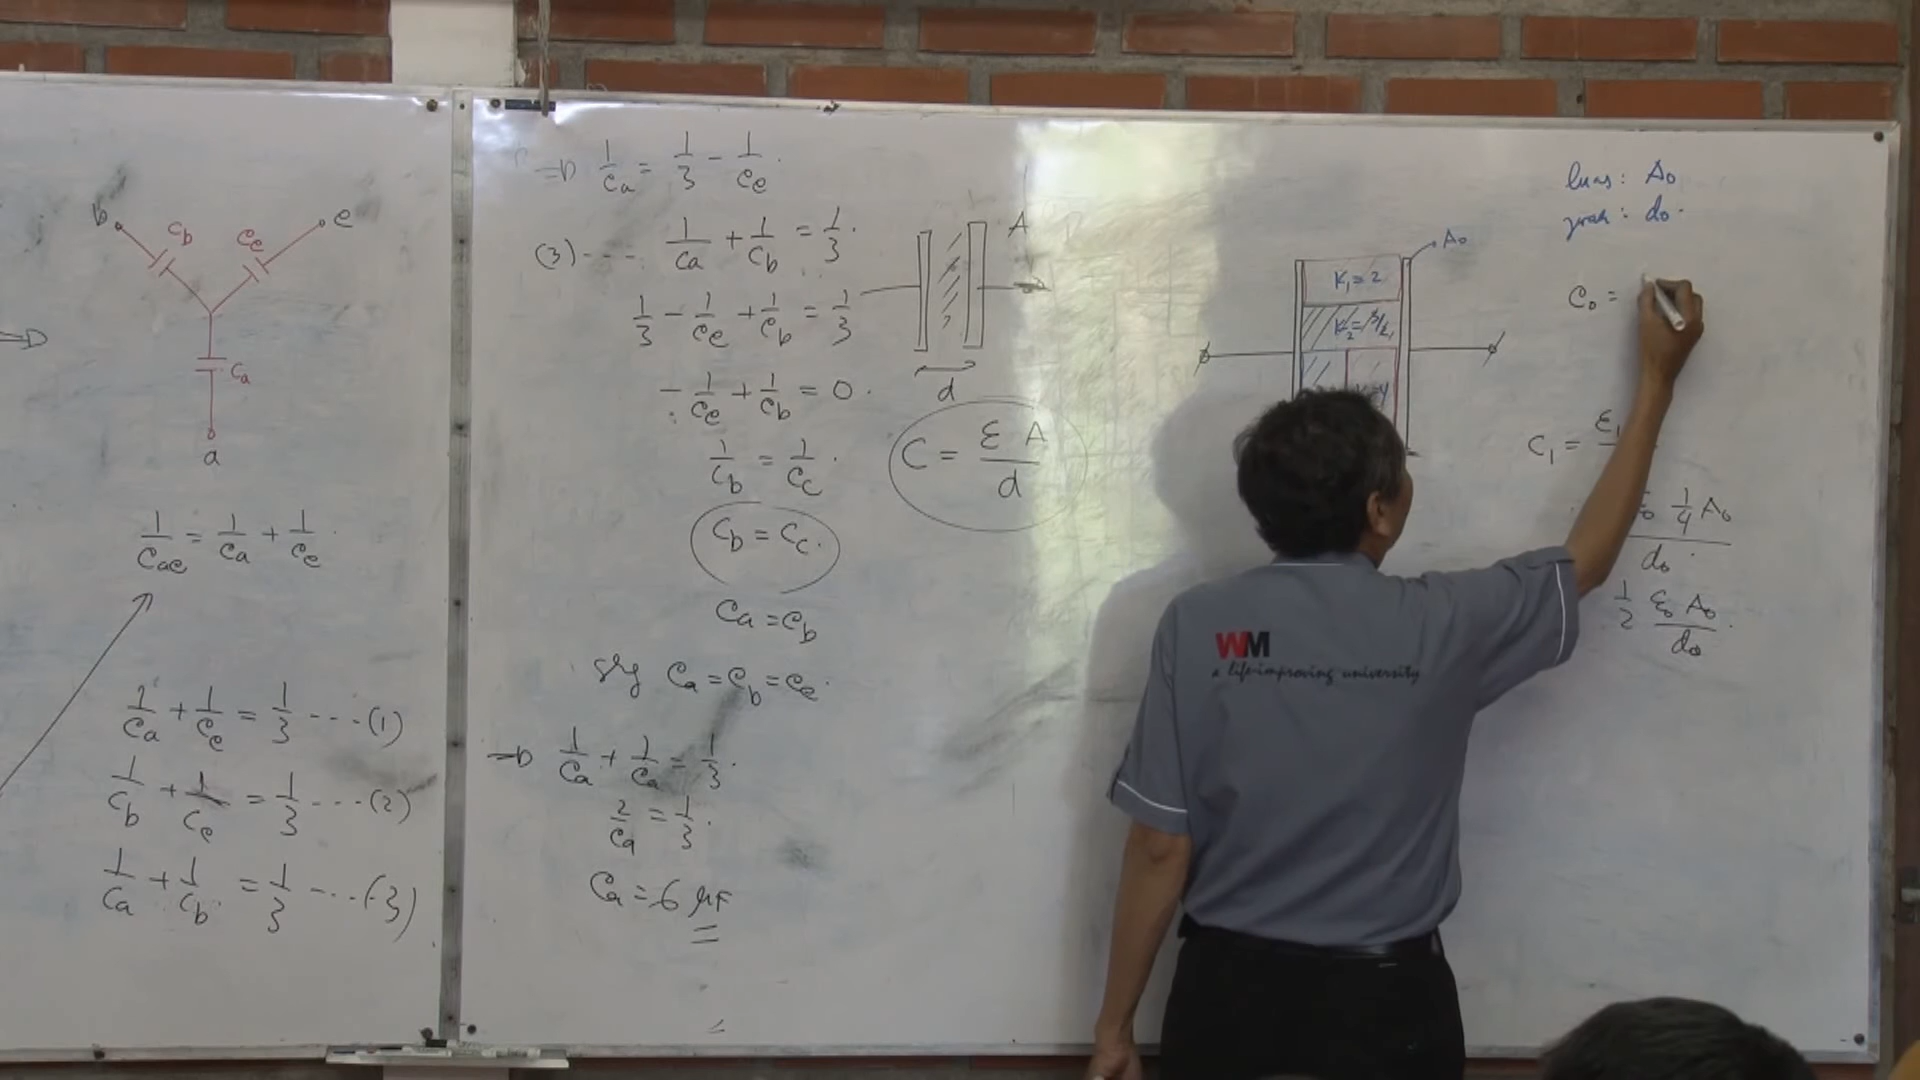 b
Cb
Ce
e
Ca
a
1/Cae = 1/Ca + 1/Ce
1/Ca + 1/Ce = 1/3 ---(1)
1/Cb + 1/Ce = 1/3 ---(2)
1/Ca + 1/Cb = 1/3 ---(3)
1/Ca = 1/3 - 1/Ce
(3)--- 1/Ca + 1/Cb = 1/3
1/3 - 1/Ce + 1/Cb = 1/3
- 1/Ce + 1/Cb = 0
1/Cb = 1/Cc
Cb = Cc
Ca = Cb
Ca = Cb = Ce
1/Ca + 1/Ca = 1/3
2/Ca = 1/3
Ca = 6 μF
A
d
C = ε A / d
luas: A0
jarak: d0
A0
K1 = 2
C0 =
C1 =
1/4 A0
d0
1/2 ε0 A0 / d0
WM
a life-improving university